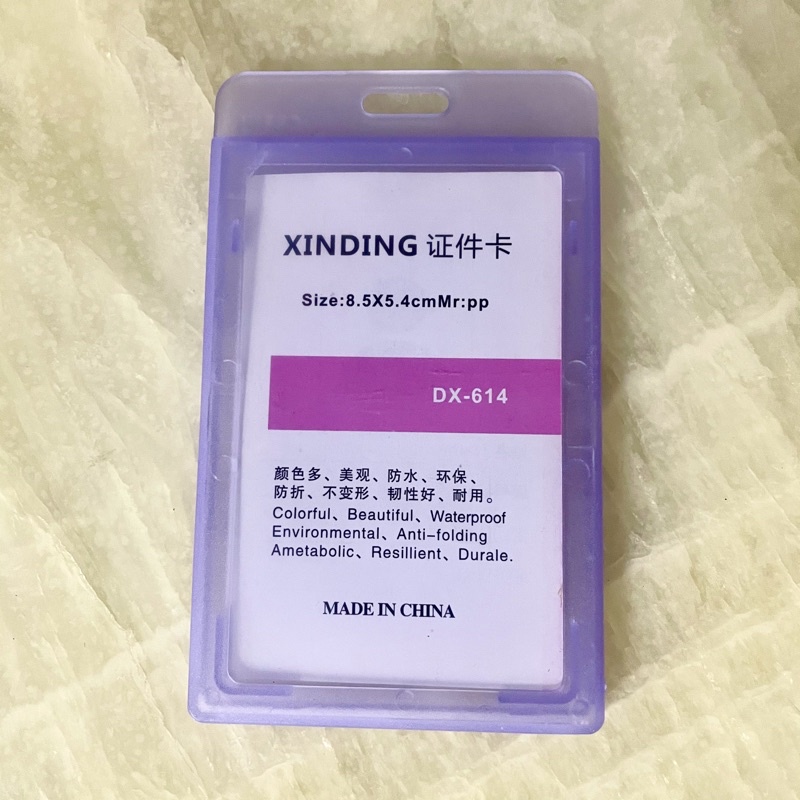 XINDING 证件卡
Size:8.5X5.4cmMr:pp
DX-614
颜色多、美观、防水、环保、
防折、不变形、韧性好、耐用。
Colorful、Beautiful、Waterproof
Environmental、Anti-folding
Ametabolic、Resillient、Durale.
MADE IN CHINA